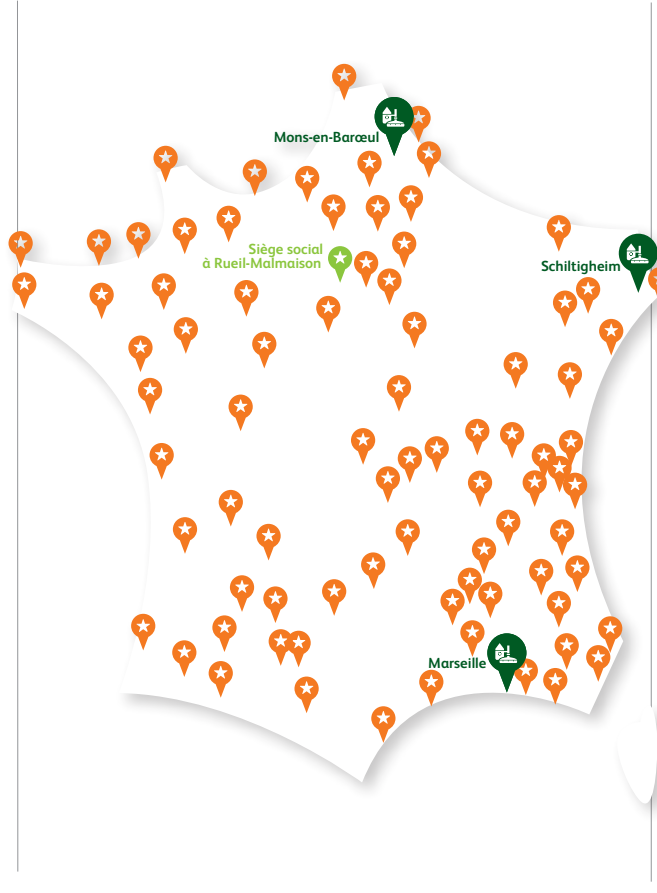 Mons-en-Barœul
Siège social
à Rueil-Malmaison
Schiltigheim
Marseille